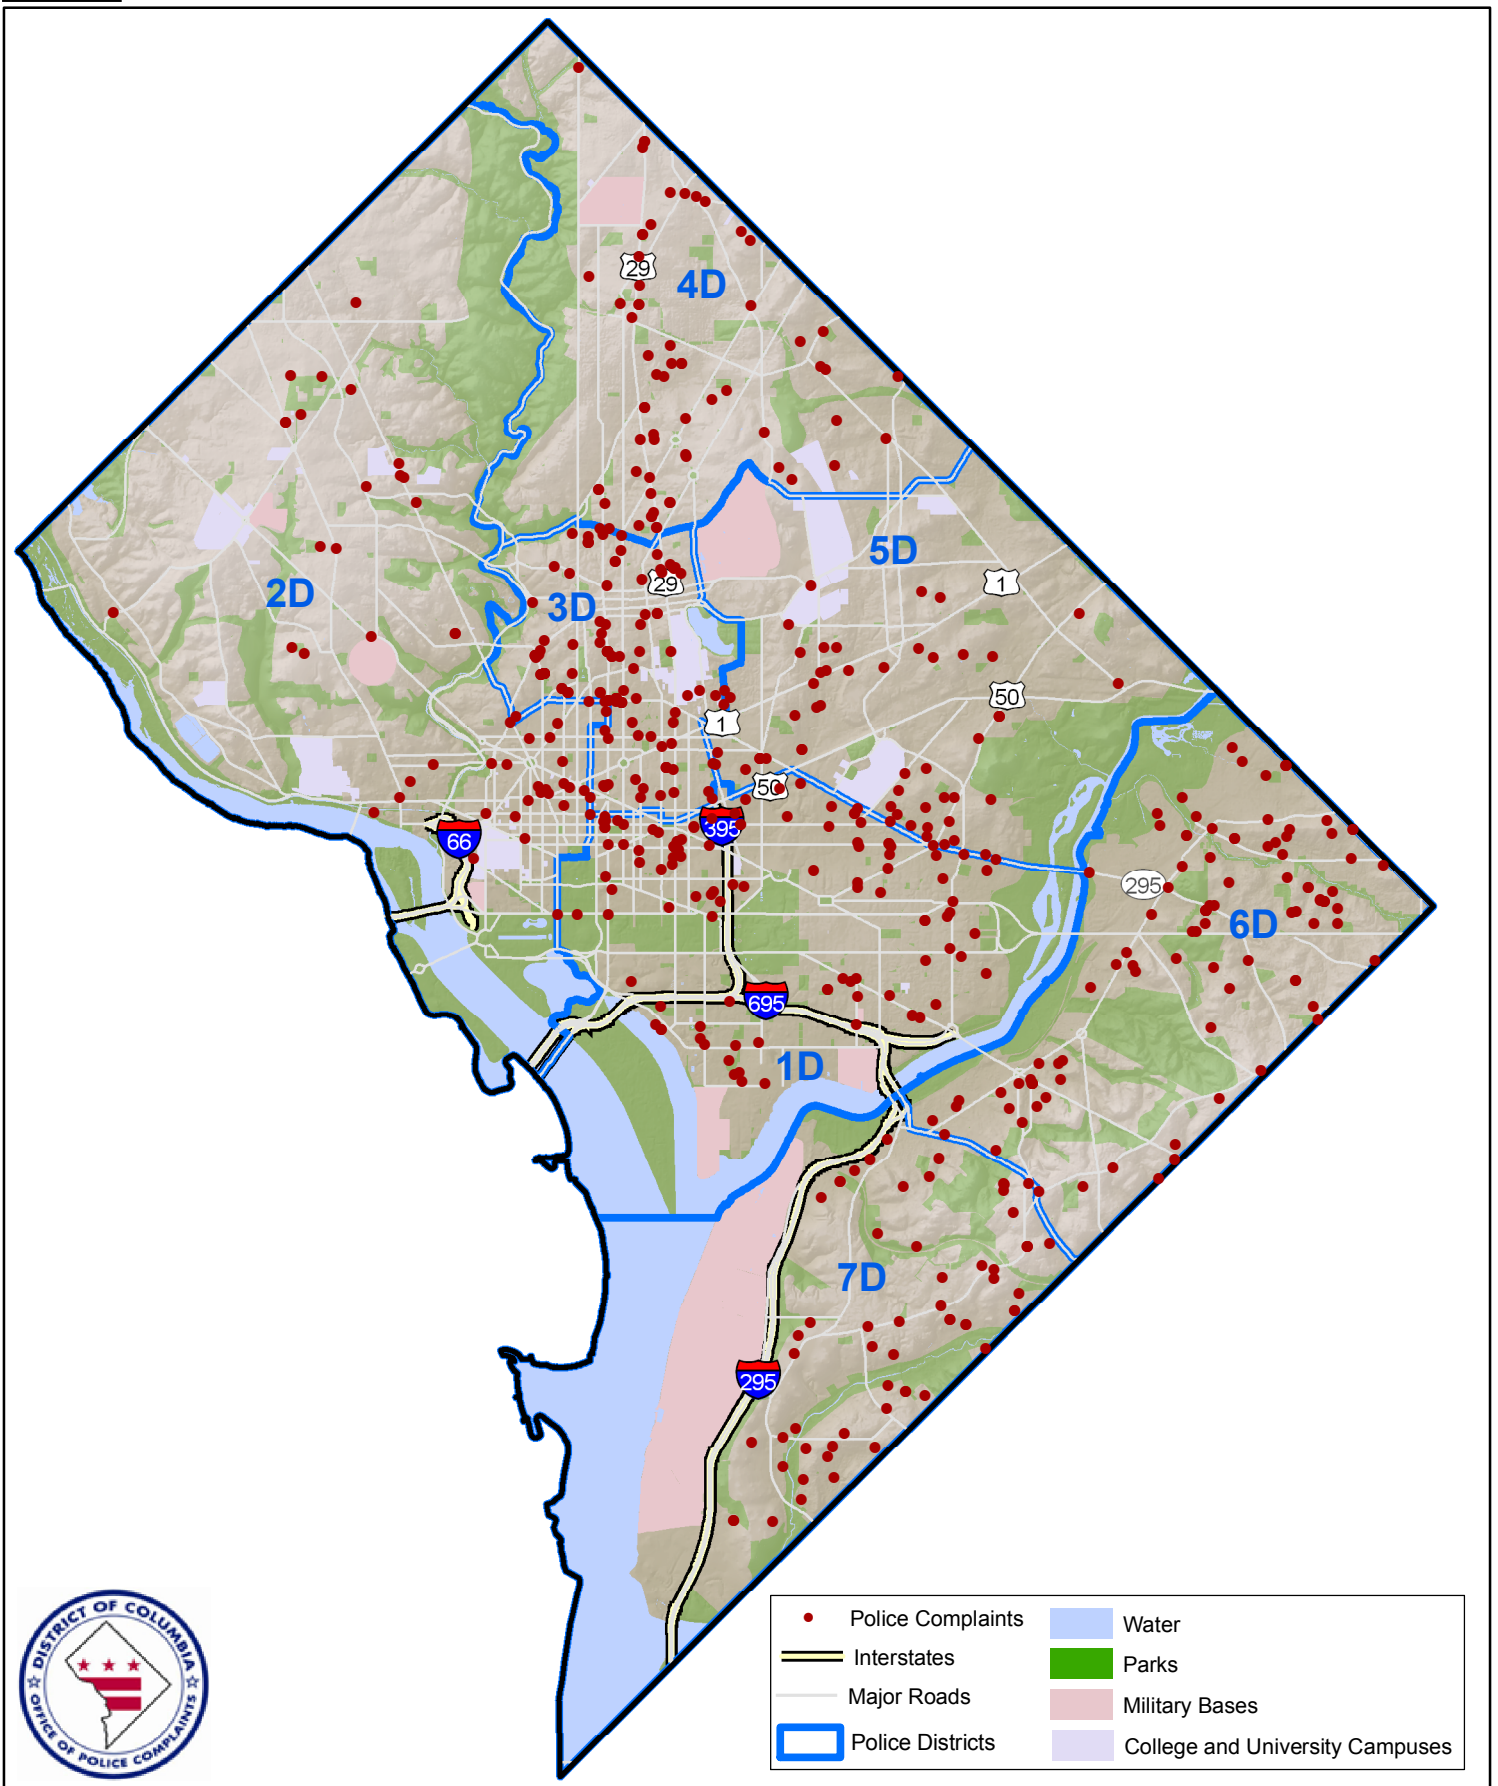 29
4D
5D
1
29
3D
2D
50
1
50
395
66
295
6D
695
1D
7D
295
DISTRICT OF COLUMBIA
OFFICE OF POLICE COMPLAINTS
Police Complaints
Interstates
Major Roads
Police Districts
Water
Parks
Military Bases
College and University Campuses